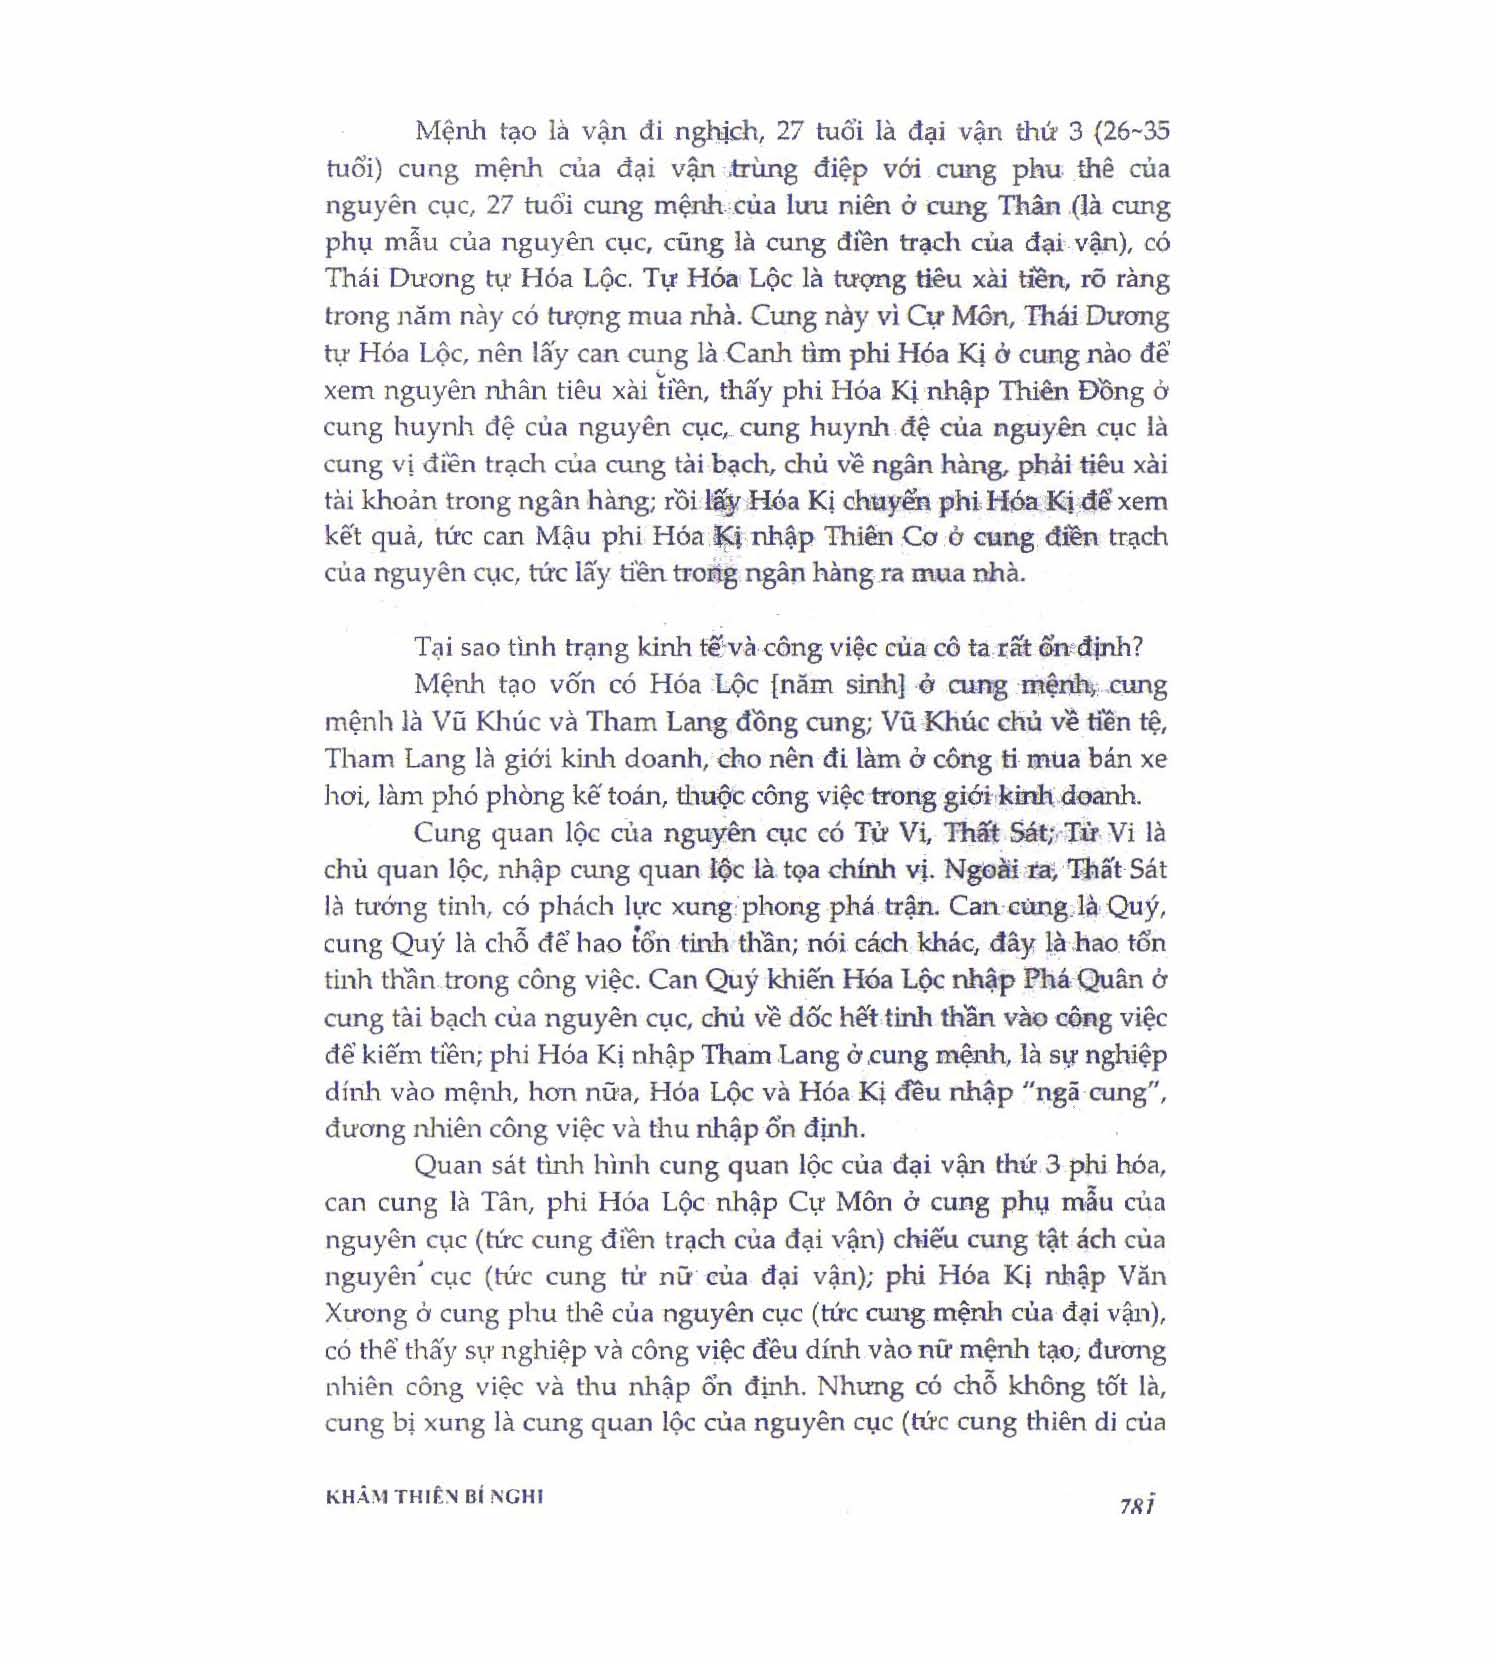 Mệnh tạo là vận đi nghịch, 27 tuổi là đại vận thứ 3 (26~35
tuổi) cung mệnh của đại vận trùng điệp với cung phu thê của
nguyên cục, 27 tuổi cung mệnh của lưu niên ở cung Thân (là cung
phụ mẫu của nguyên cục, cũng là cung điền trạch của đại vận), có
Thái Dương tự Hóa Lộc. Tự Hóa Lộc là tượng tiêu xài tiền, rõ ràng
trong năm này có tượng mua nhà. Cung này vì Cự Môn, Thái Dương
tự Hóa Lộc, nên lấy can cung là Canh tìm phi Hóa Kị ở cung nào để
xem nguyên nhân tiêu xài tiền, thấy phi Hóa Kị nhập Thiên Đồng ở
cung huynh đệ của nguyên cục, cung huynh đệ của nguyên cục là
cung vị điền trạch của cung tài bạch, chủ về ngân hàng, phải tiêu xài
tài khoản trong ngân hàng; rồi lấy Hóa Kị chuyển phi Hóa Kị để xem
kết quả, tức can Mậu phi Hóa Kị nhập Thiên Cơ ở cung điền trạch
của nguyên cục, tức lấy tiền trong ngân hàng ra mua nhà.
Tại sao tình trạng kinh tế và công việc của cô ta rất ổn định?
Mệnh tạo vốn có Hóa Lộc [năm sinh] ở cung mệnh, cung
mệnh là Vũ Khúc và Tham Lang đồng cung; Vũ Khúc chủ về tiền tệ,
Tham Lang là giới kinh doanh, cho nên đi làm ở công ti mua bán xe
hơi, làm phó phòng kế toán, thuộc công việc trong giới kinh doanh.
Cung quan lộc của nguyên cục có Tử Vi, Thất Sát; Tử Vi là
chủ quan lộc, nhập cung quan lộc là tọa chính vị. Ngoài ra, Thất Sát
là tướng tinh, có phách lực xung phong phá trận. Can cung là Quý,
cung Quý là chỗ để hao tổn tinh thần; nói cách khác, đây là hao tổn
tinh thần trong công việc. Can Quý khiến Hóa Lộc nhập Phá Quân ở
cung tài bạch của nguyên cục, chủ về dốc hết tinh thần vào công việc
để kiếm tiền; phi Hóa Kị nhập Tham Lang ở cung mệnh, là sự nghiệp
dính vào mệnh, hơn nữa, Hóa Lộc và Hóa Kị đều nhập "ngã cung",
đương nhiên công việc và thu nhập ổn định.
Quan sát tình hình cung quan lộc của đại vận thứ 3 phi hóa,
can cung là Tân, phi Hóa Lộc nhập Cự Môn ở cung phụ mẫu của
nguyên cục (tức cung điền trạch của đại vận) chiếu cung tật ách của
nguyên cục (tức cung tử nữ của đại vận); phi Hóa Kị nhập Văn
Xương ở cung phu thê của nguyên cục (tức cung mệnh của đại vận),
có thể thấy sự nghiệp và công việc đều dính vào nữ mệnh tạo, đương
nhiên công việc và thu nhập ổn định. Nhưng có chỗ không tốt là,
cung bị xung là cung quan lộc của nguyên cục (tức cung thiên di của
KHÂM THIÊN BÍ NGHI
781